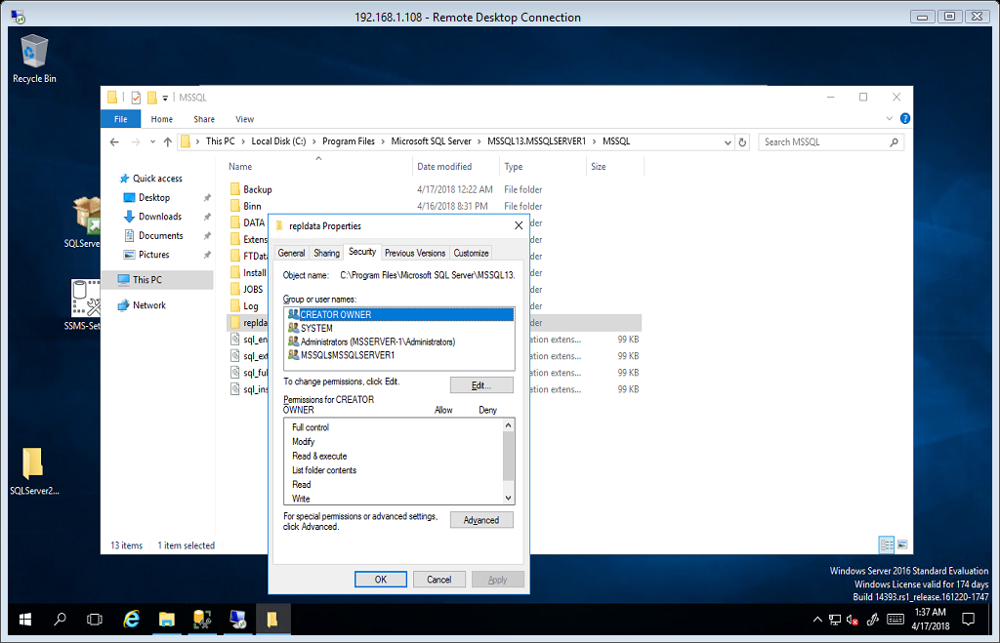 192.168.1.108 - Remote Desktop Connection
Recycle Bin
MSSQL
File Home Share View
This PC > Local Disk (C:) > Program Files > Microsoft SQL Server > MSSQL13.MSSQLSERVER1 > MSSQL
Search MSSQL
Name Date modified Type Size
Quick access
Desktop
Downloads
Documents
Pictures
This PC
Network
Backup 4/17/2018 12:22 AM File folder
Binn 4/16/2018 8:31 PM File folder
DATA der
Extens der
FTData der
Install der
JOBS der
Log der
replda der
sql_en ation extens... 99 KB
sql_ext ation extens... 99 KB
sql_ful ation extens... 99 KB
sql_ins ation extens... 99 KB
SQLServe
SSMS-Set
SQLServer2...
repldata Properties
General Sharing Security Previous Versions Customize
Object name: C:\Program Files\Microsoft SQL Server\MSSQL13.
Group or user names:
CREATOR OWNER
SYSTEM
Administrators (MSSERVER-1\Administrators)
MSSQL$MSSQLSERVER1
To change permissions, click Edit.
Edit...
Permissions for CREATOR
OWNER Allow Deny
Full control
Modify
Read & execute
List folder contents
Read
Write
For special permissions or advanced settings,
click Advanced.
Advanced
OK Cancel Apply
13 items 1 item selected
Windows Server 2016 Standard Evaluation
Windows License valid for 174 days
Build 14393.rs1_release.161220-1747
1:37 AM
4/17/2018